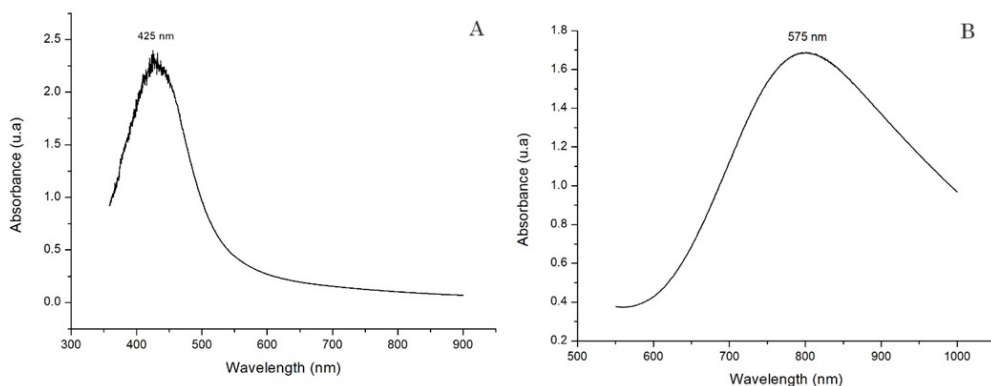 425 nm
A
2.5
2.0
1.5
1.0
0.5
0.0
Absorbance (u.a)
300 400 500 600 700 800 900
Wavelength (nm)
575 nm
B
1.8
1.6
1.4
1.2
1.0
0.8
0.6
0.4
0.2
Absorbance (u.a)
500 600 700 800 900 1000
Wavelength (nm)